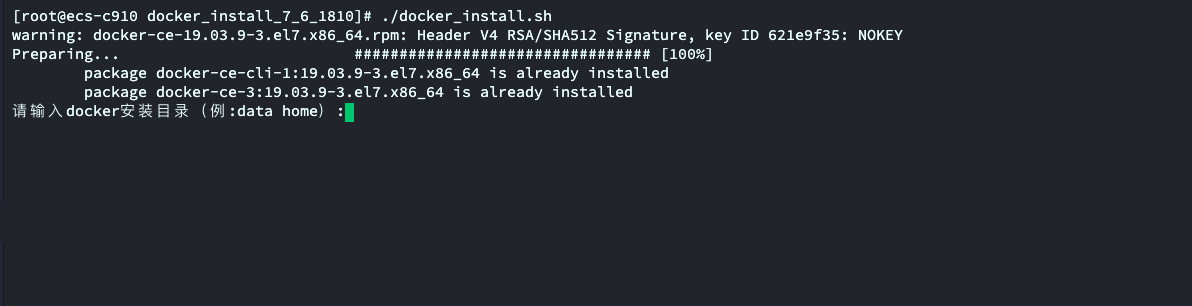 [root@ecs-c910 docker_install_7_6_1810]# ./docker_install.sh
warning: docker-ce-19.03.9-3.el7.x86_64.rpm: Header V4 RSA/SHA512 Signature, key ID 621e9f35: NOKEY
Preparing...                          ################################# [100%]
        package docker-ce-cli-1:19.03.9-3.el7.x86_64 is already installed
        package docker-ce-3:19.03.9-3.el7.x86_64 is already installed
请输入docker安装目录（例:data home）: